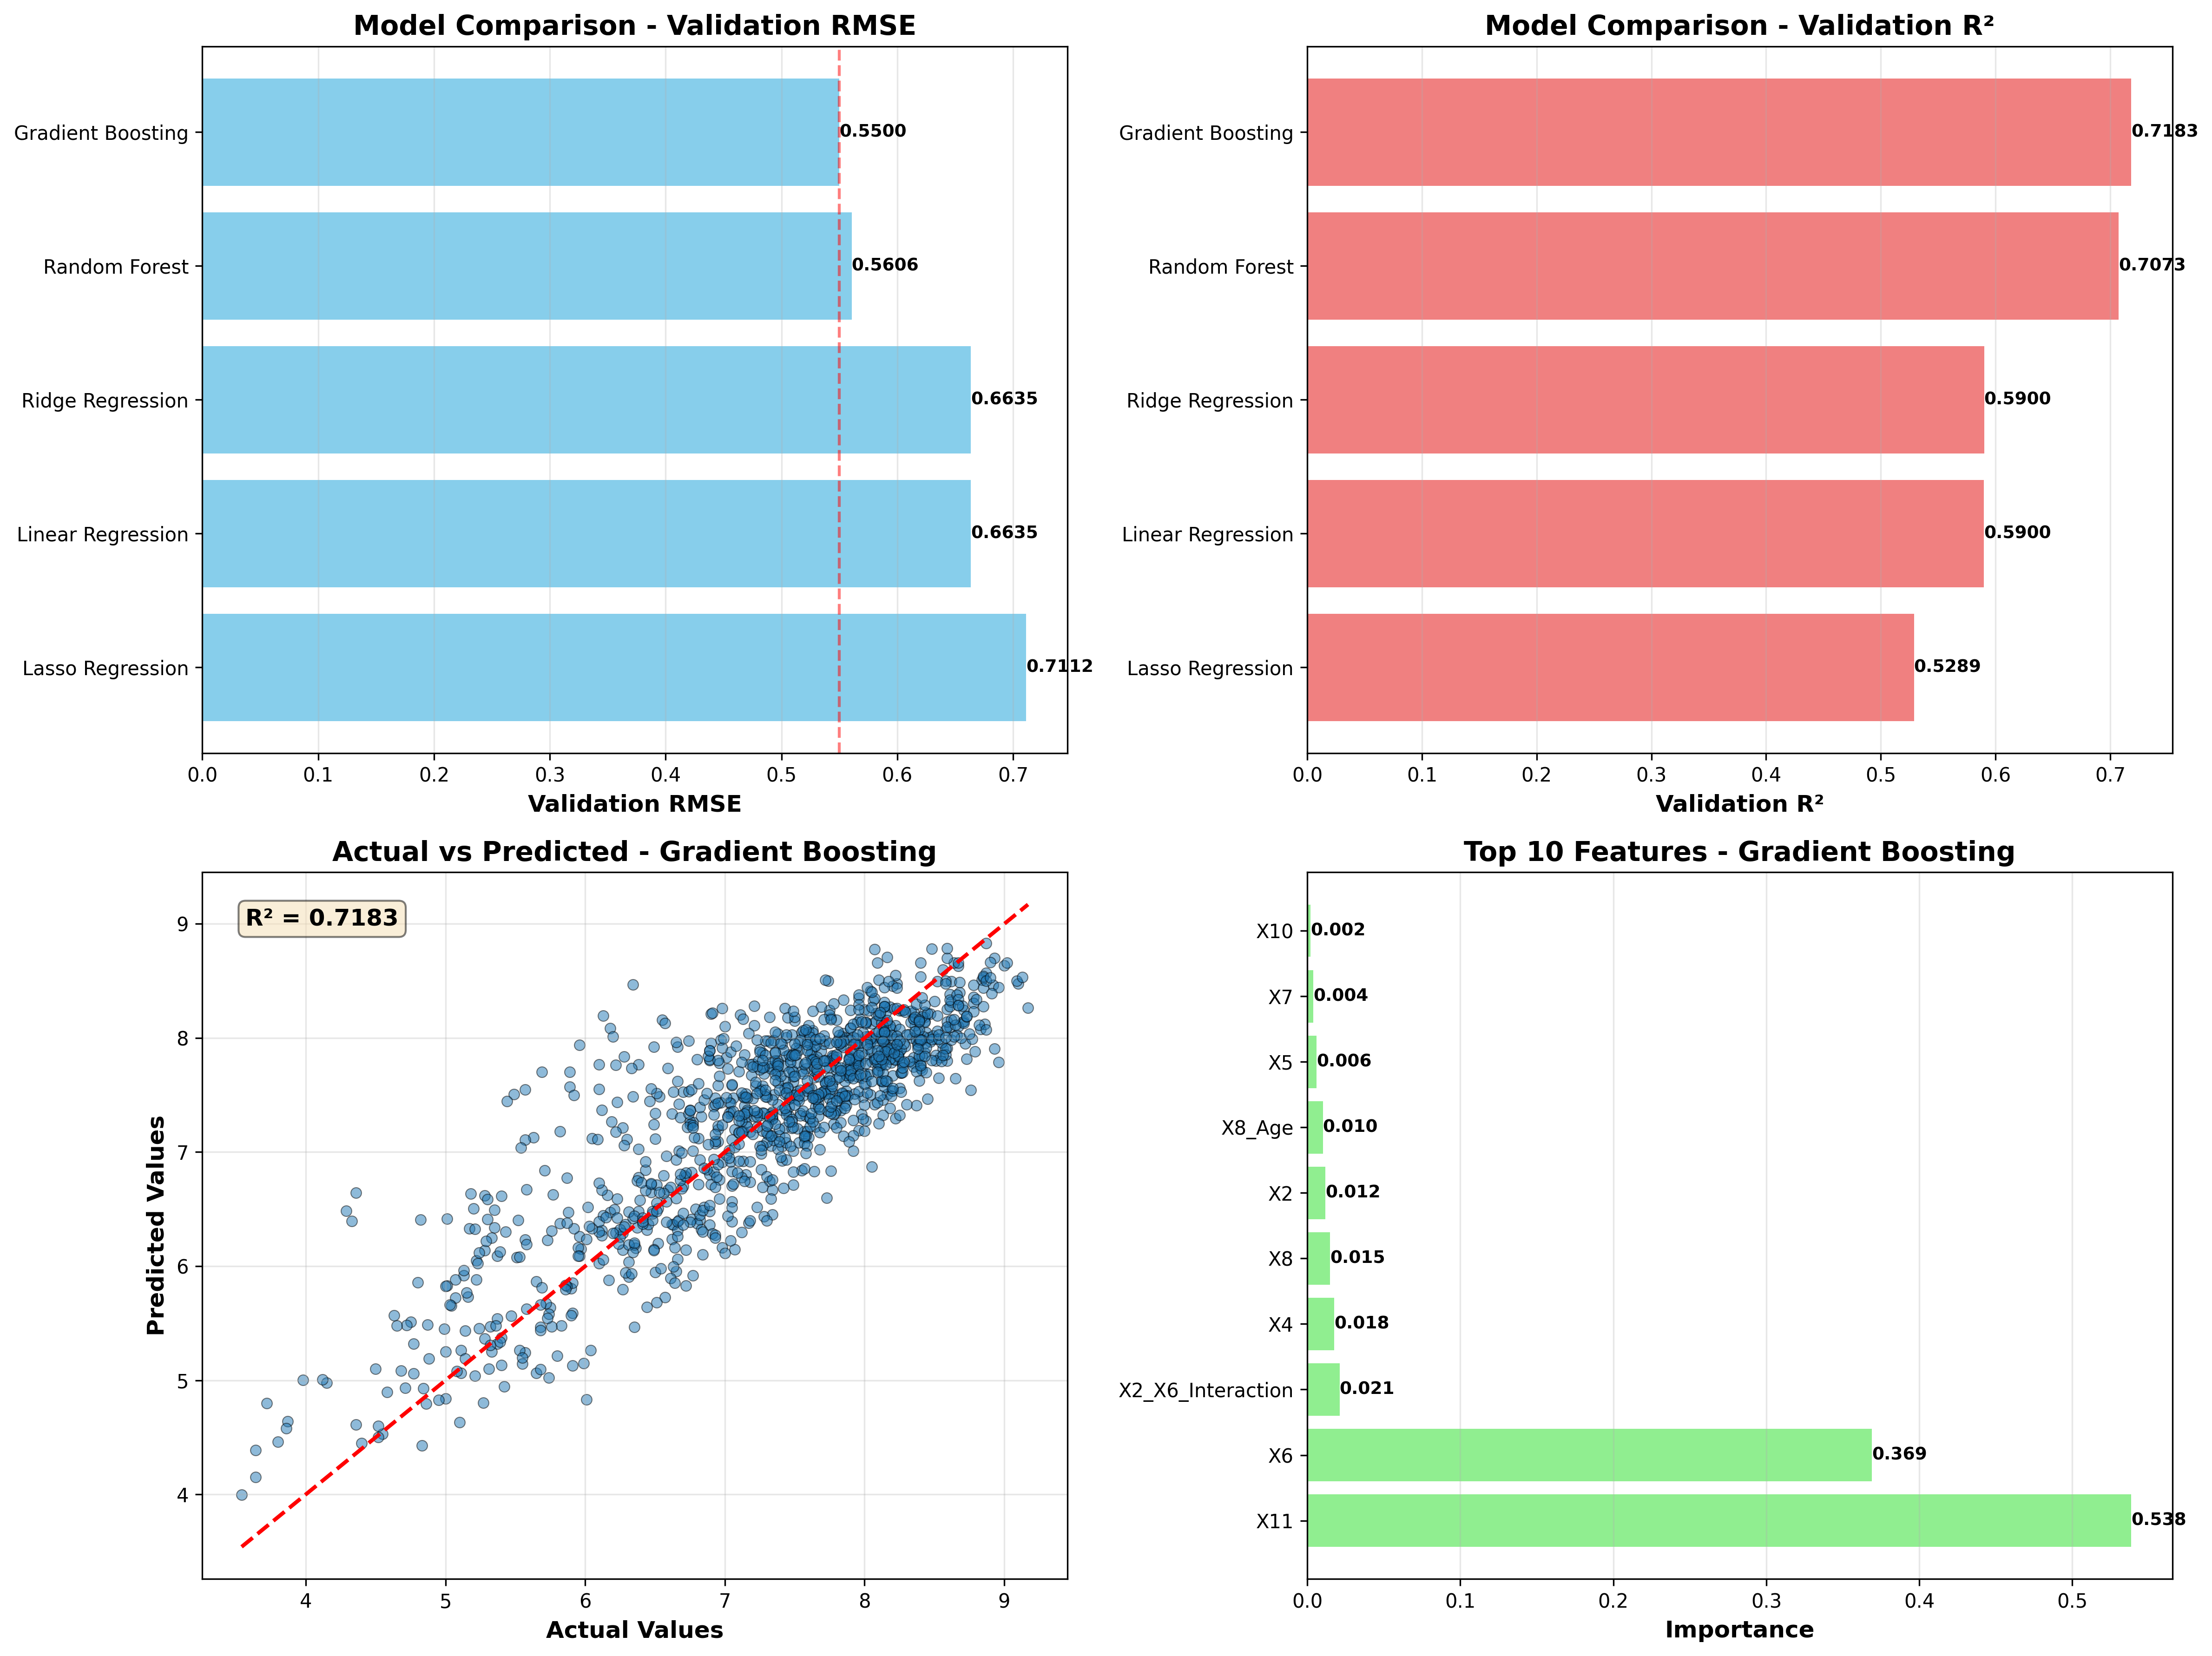 Model Comparison - Validation RMSE
Gradient Boosting
0.5500
Random Forest
0.5606
Ridge Regression
0.6635
Linear Regression
0.6635
Lasso Regression
0.7112
0.0 0.1 0.2 0.3 0.4 0.5 0.6 0.7
Validation RMSE
Model Comparison - Validation R²
Gradient Boosting
0.7183
Random Forest
0.7073
Ridge Regression
0.5900
Linear Regression
0.5900
Lasso Regression
0.5289
0.0 0.1 0.2 0.3 0.4 0.5 0.6 0.7
Validation R²
Actual vs Predicted - Gradient Boosting
R² = 0.7183
Predicted Values
9
8
7
6
5
4
4 5 6 7 8 9
Actual Values
Top 10 Features - Gradient Boosting
X10
0.002
X7
0.004
X5
0.006
X8_Age
0.010
X2
0.012
X8
0.015
X4
0.018
X2_X6_Interaction
0.021
X6
0.369
X11
0.538
0.0 0.1 0.2 0.3 0.4 0.5
Importance